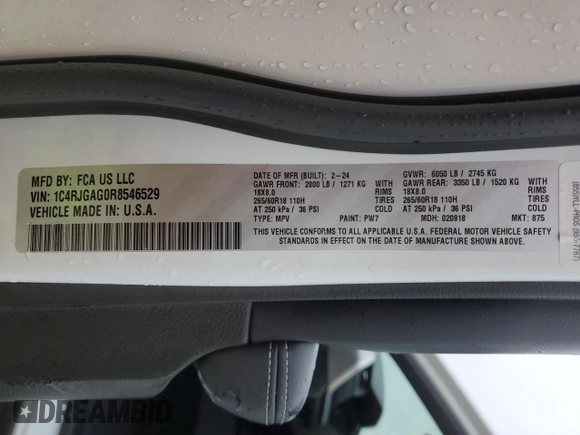 MFD BY: FCA US LLC
VIN: 1C4RJGAG0R8546529
VEHICLE MADE IN: U.S.A.
DATE OF MFR (BUILT): 2-24 GVWR: 6050 LB / 2745 KG
GAWR FRONT: 2800 LB / 1271 KG WITH GAWR REAR: 3350 LB / 1520 KG WITH
18X8.0 RIMS 18X8.0 RIMS
265/60R18 110H TIRES 265/60R18 110H TIRES
AT 250 kPa / 36 PSI COLD AT 250 kPa / 36 PSI COLD
TYPE: MPV PAINT: PW7 MDH: 020918 MKT: 875
THIS VEHICLE CONFORMS TO ALL APPLICABLE U.S.A. FEDERAL MOTOR VEHICLE SAFETY
STANDARDS IN EFFECT ON THE DATE OF MANUFACTURE SHOWN ABOVE.
DREAMBID